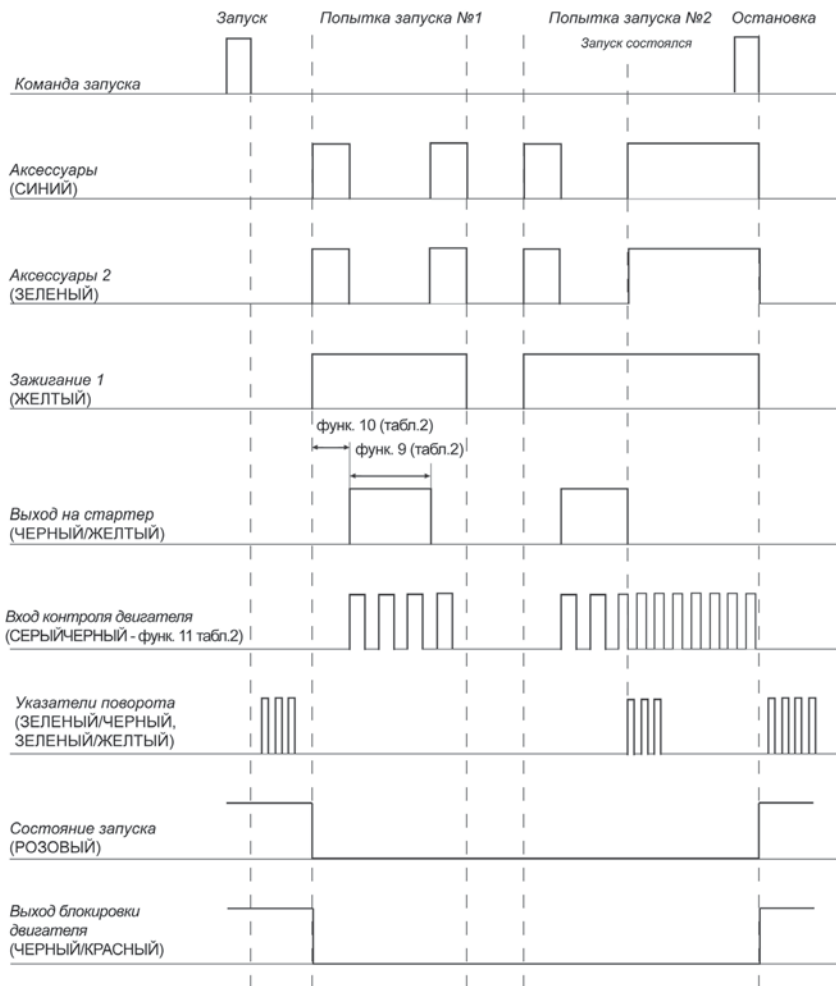 Запуск
Попытка запуска №1
Попытка запуска №2
Остановка
Запуск состоялся
Команда запуска
Аксессуары
(СИНИЙ)
Аксессуары 2
(ЗЕЛЕНЫЙ)
Зажигание 1
(ЖЕЛТЫЙ)
функ. 10 (табл.2)
функ. 9 (табл.2)
Выход на стартер
(ЧЕРНЫЙ/ЖЕЛТЫЙ)
Вход контроля двигателя
(СЕРЫЙЧЕРНЫЙ - функ. 11 табл.2)
Указатели поворота
(ЗЕЛЕНЫЙ/ЧЕРНЫЙ,
ЗЕЛЕНЫЙ/ЖЕЛТЫЙ)
Состояние запуска
(РОЗОВЫЙ)
Выход блокировки
двигателя
(ЧЕРНЫЙ/КРАСНЫЙ)